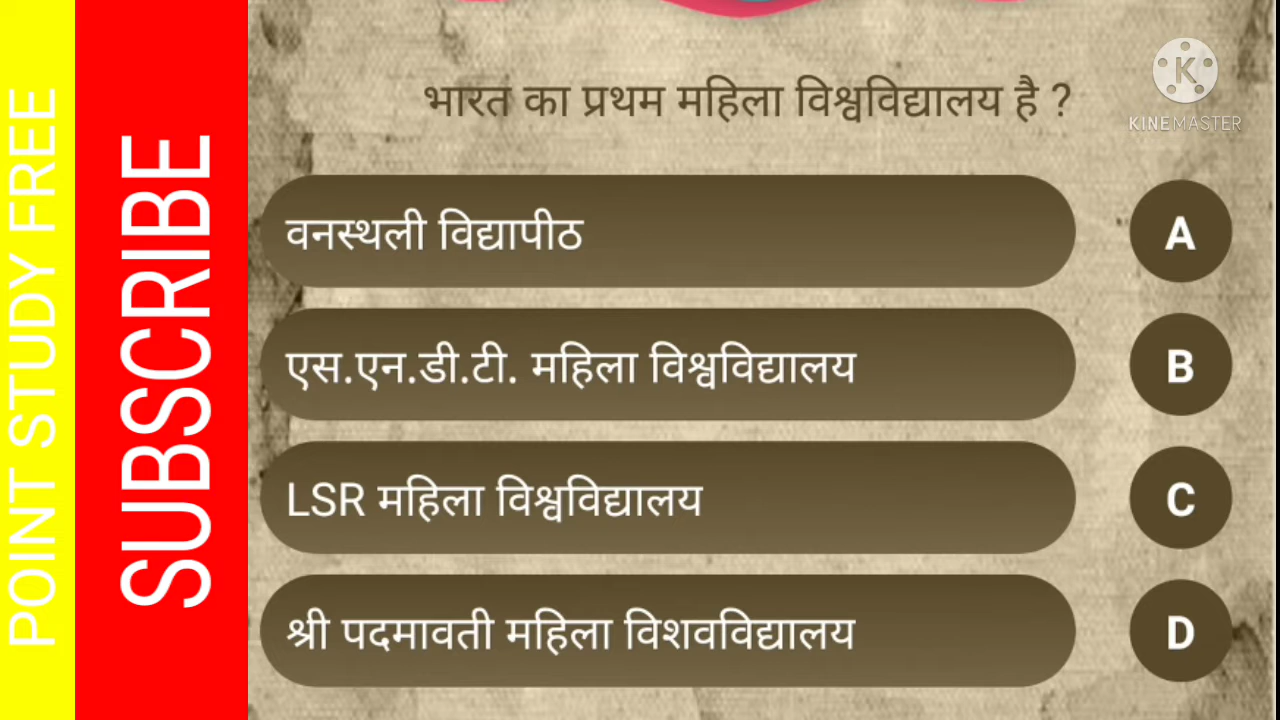 POINT STUDY FREE
SUBSCRIBE
भारत का प्रथम महिला विश्वविद्यालय है ?
KINEMASTER
वनस्थली विद्यापीठ
A
एस.एन.डी.टी. महिला विश्वविद्यालय
B
LSR महिला विश्वविद्यालय
C
श्री पदमावती महिला विशवविद्यालय
D